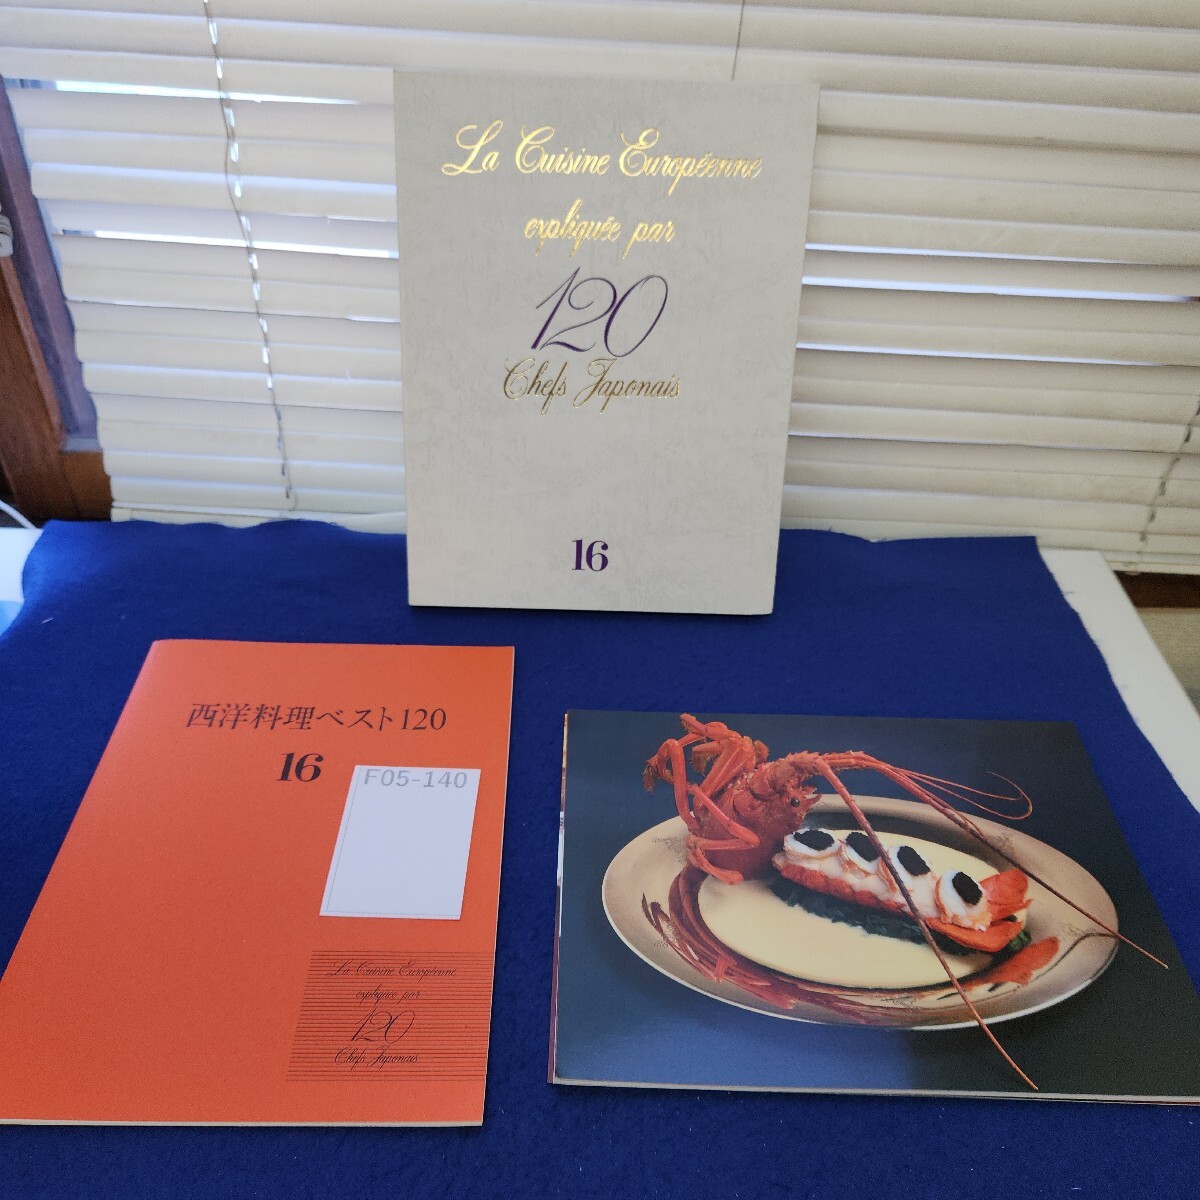 La Cuisine Européenne
expliquée par
120
Chefs Japonais
16
西洋料理ベスト120
16
F05-140
La Cuisine Européenne
expliquée par
120
Chefs Japonais